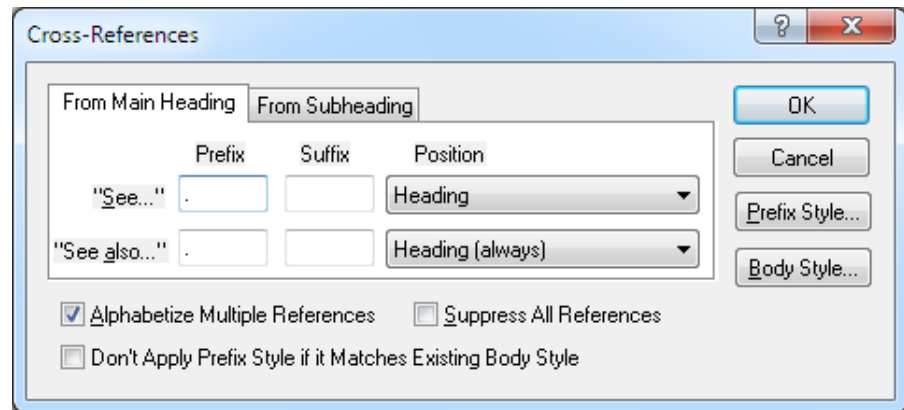 Cross-References
From Main Heading From Subheading
OK
Prefix Suffix Position
Cancel
"See..." . Heading
Prefix Style...
"See also..." . Heading (always)
Body Style...
Alphabetize Multiple References Suppress All References
Don't Apply Prefix Style if it Matches Existing Body Style